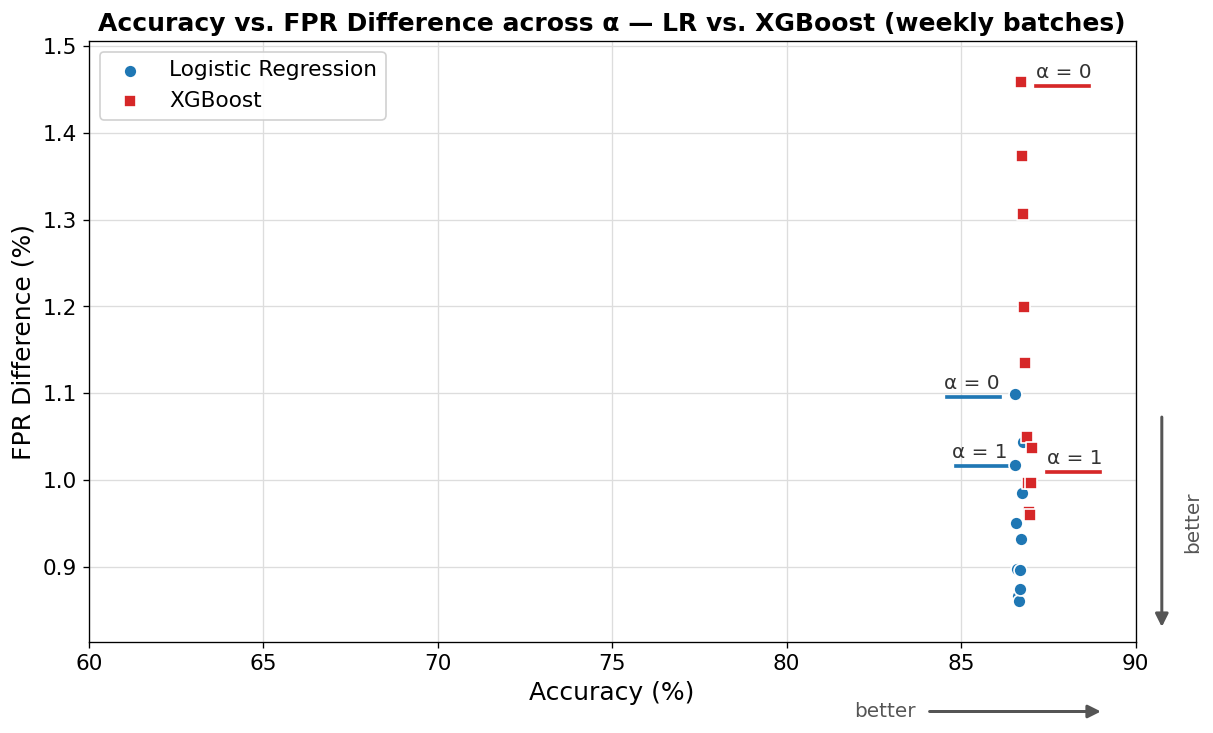 Accuracy vs. FPR Difference across α — LR vs. XGBoost (weekly batches)
Logistic Regression
XGBoost
α = 0
α = 0
α = 1
α = 1
FPR Difference (%)
1.5
1.4
1.3
1.2
1.1
1.0
0.9
60
65
70
75
80
85
90
Accuracy (%)
better
better